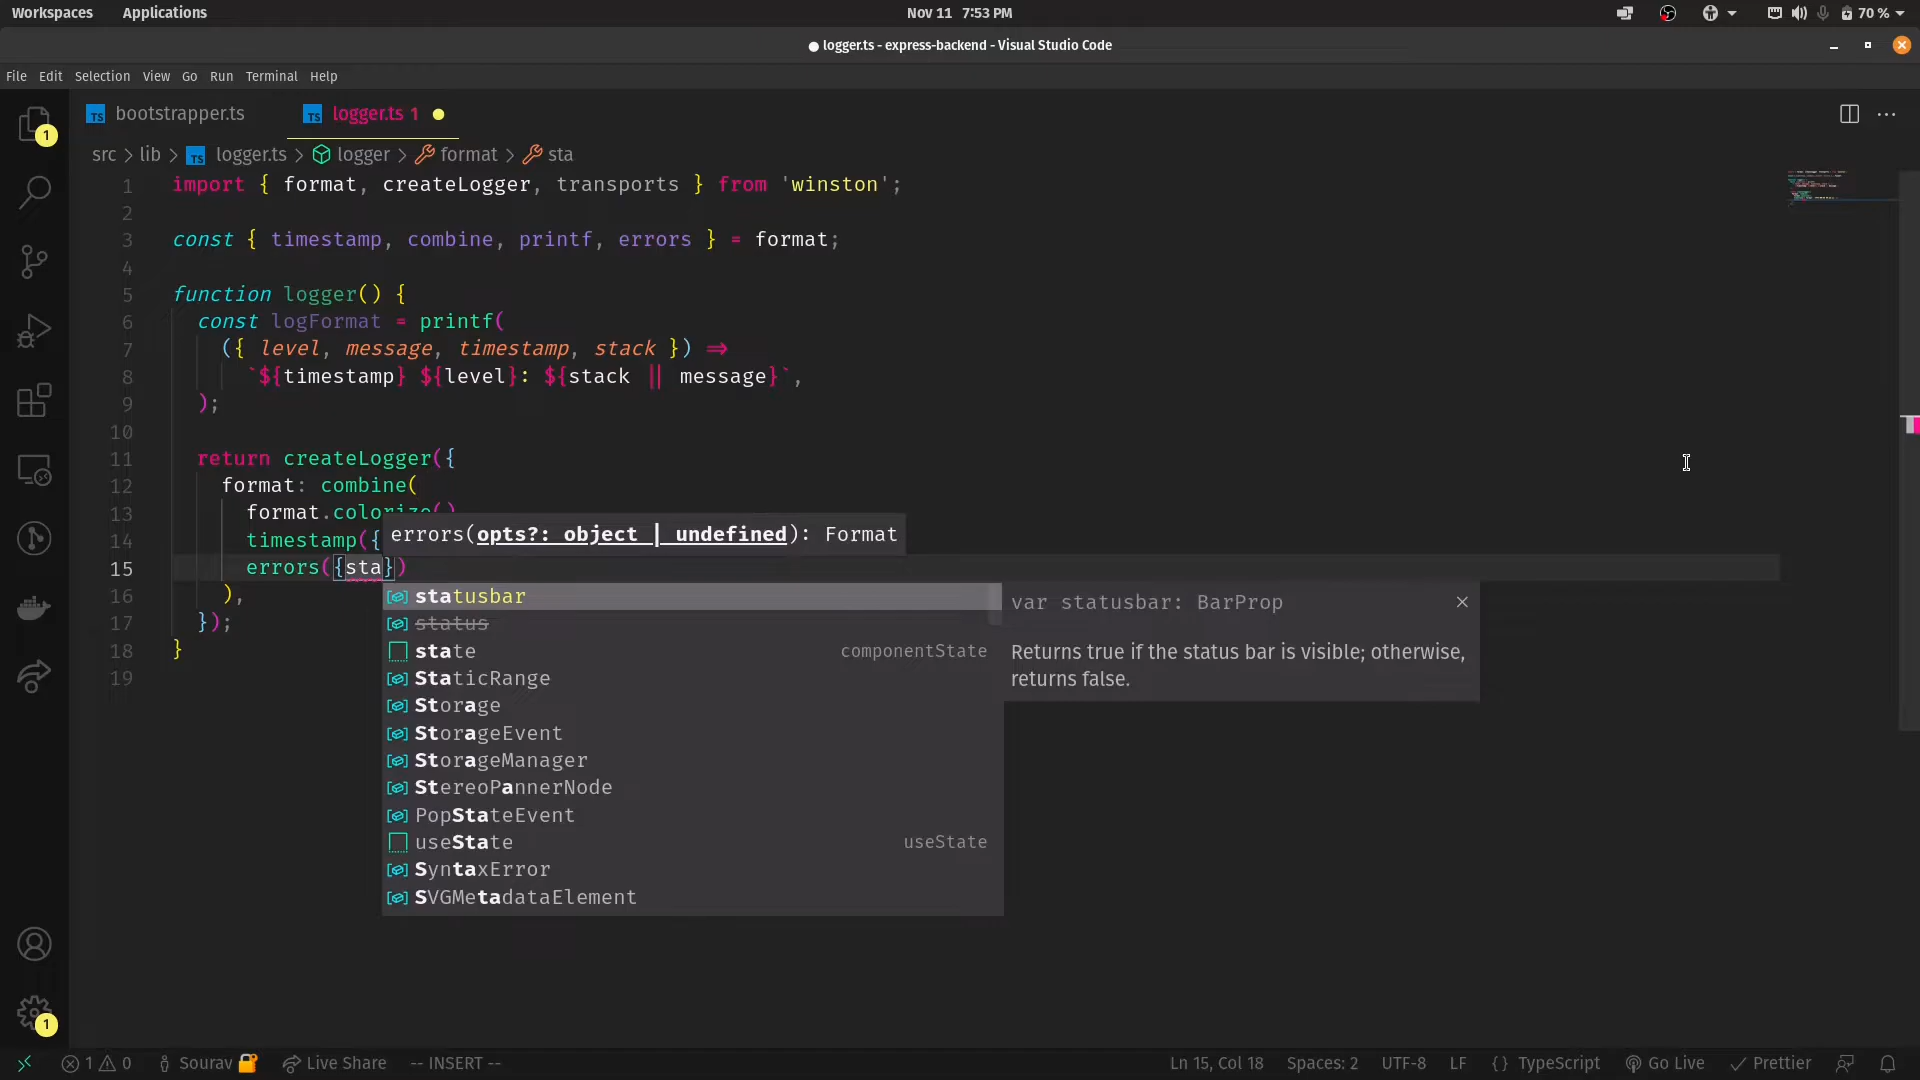 Workspaces Applications Nov 11 7:53 PM 70 %
logger.ts - express-backend - Visual Studio Code
File Edit Selection View Go Run Terminal Help
TS bootstrapper.ts TS logger.ts 1
src > lib > TS logger.ts > logger > format > sta
1 import { format, createLogger, transports } from 'winston';
2
3 const { timestamp, combine, printf, errors } = format;
4
5 function logger() {
6 const logFormat = printf(
7 ({ level, message, timestamp, stack }) =>
8 `${timestamp} ${level}: ${stack || message}`,
9 );
10
11 return createLogger({
12 format: combine(
13 format.colorize()
errors(opts?: object | undefined): Format
14 timestamp({
15 errors({sta})
16 ),
17 });
18 }
19
statusbar
status
state componentState
StaticRange
Storage
StorageEvent
StorageManager
StereoPannerNode
PopStateEvent
useState useState
SyntaxError
SVGMetadataElement
var statusbar: BarProp
Returns true if the status bar is visible; otherwise,
returns false.
1
1
1 0 Sourav Live Share -- INSERT -- Ln 15, Col 18 Spaces: 2 UTF-8 LF {} TypeScript Go Live Prettier